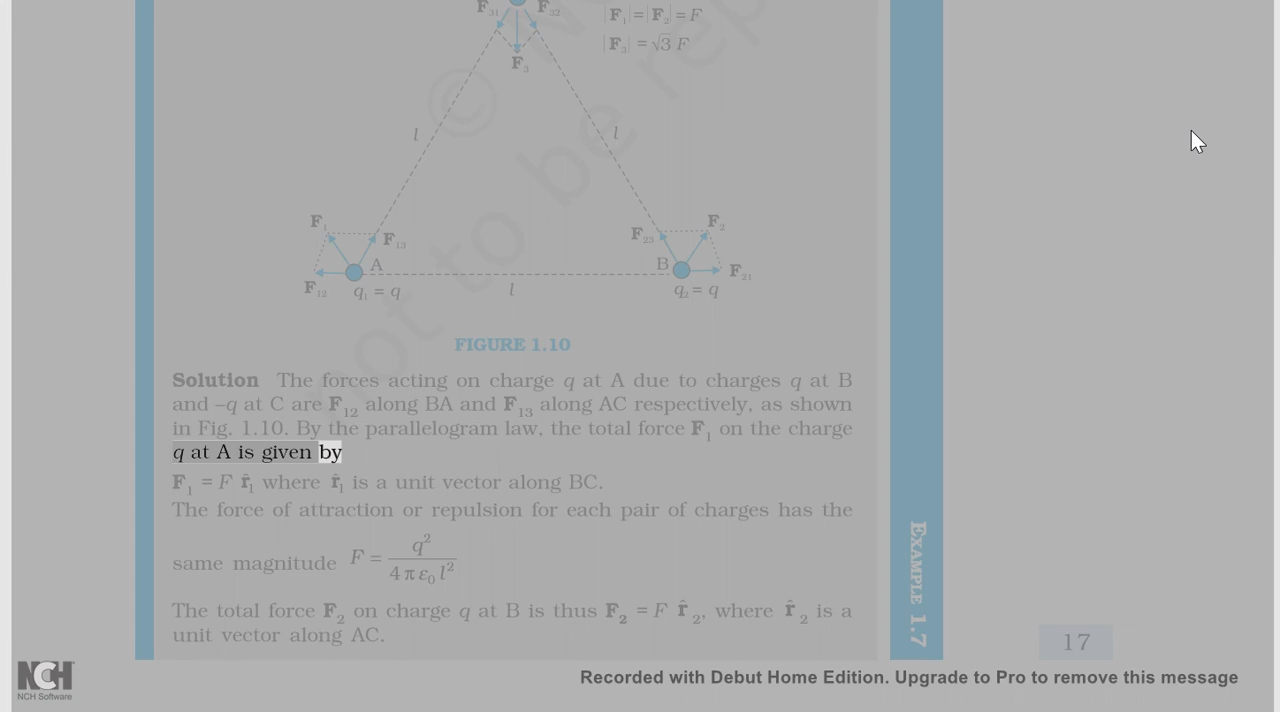 F31 F32
|F1| = |F2| = F
|F3| = √3 F
F3
© N
not to be rep
l l
F1 F2
F13 F23
A B
F12 F21
q1 = q q2 = q
l
FIGURE 1.10
Solution The forces acting on charge q at A due to charges q at B
and –q at C are F12 along BA and F13 along AC respectively, as shown
in Fig. 1.10. By the parallelogram law, the total force F1 on the charge
q at A is given by
F1 = F r̂1 where r̂1 is a unit vector along BC.
The force of attraction or repulsion for each pair of charges has the
same magnitude F = q² / 4 π ε0 l²
The total force F2 on charge q at B is thus F2 = F r̂2, where r̂2 is a
unit vector along AC.
EXAMPLE 1.7
17
NCH
NCH Software
Recorded with Debut Home Edition. Upgrade to Pro to remove this message